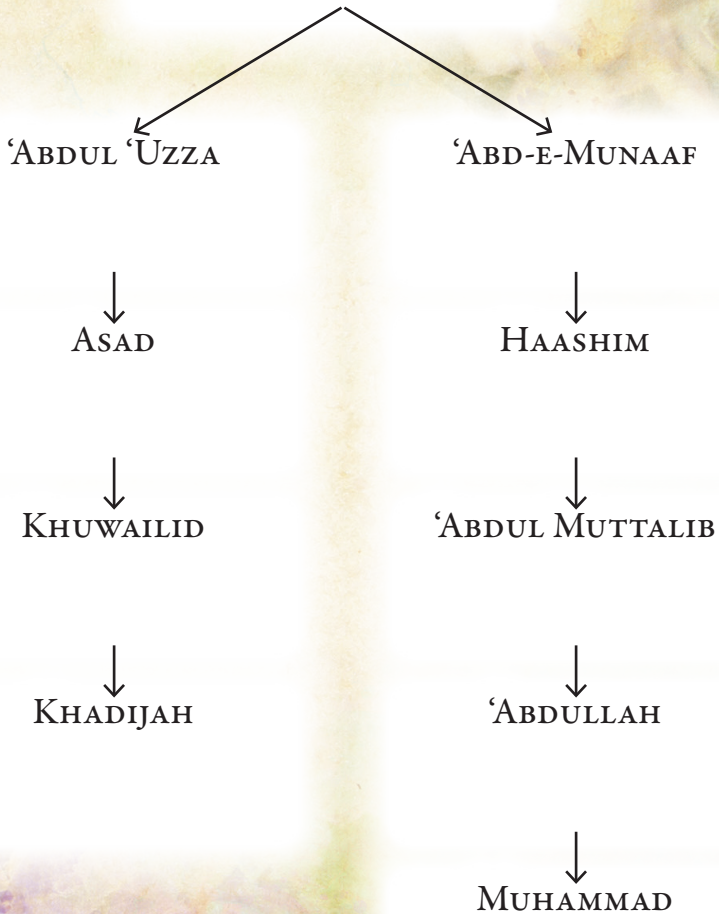 ‘Abdul ‘Uzza
‘Abd-e-Munaaf
Asad
Haashim
Khuwailid
‘Abdul Muttalib
Khadijah
‘Abdullah
Muhammad